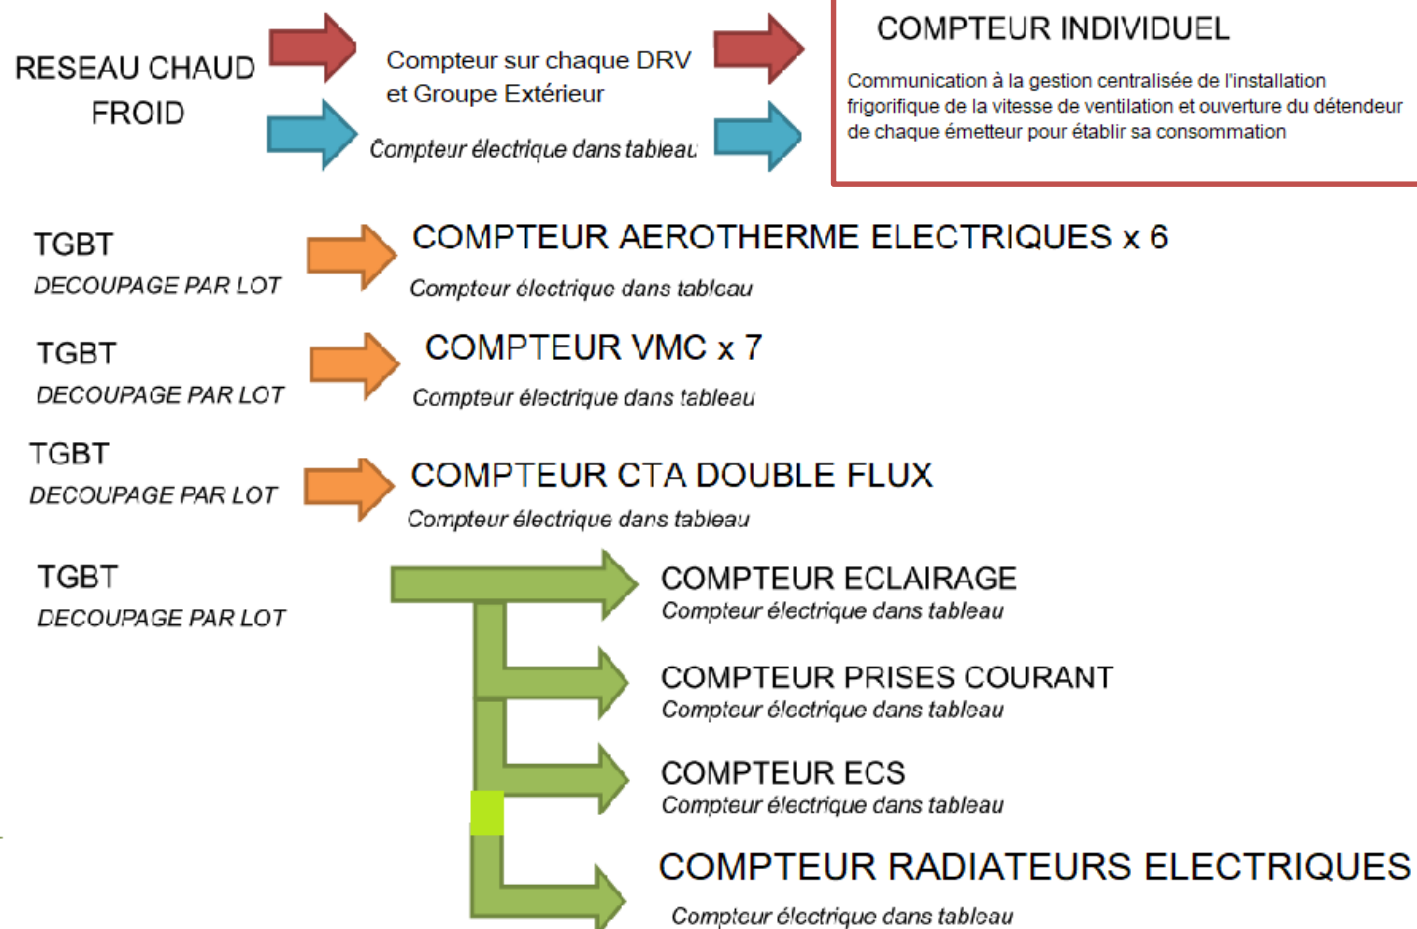 RESEAU CHAUD
FROID
Compteur sur chaque DRV
et Groupe Extérieur
Compteur électrique dans tableau
COMPTEUR INDIVIDUEL
Communication à la gestion centralisée de l'installation
frigorifique de la vitesse de ventilation et ouverture du détendeur
de chaque émetteur pour établir sa consommation
TGBT
DECOUPAGE PAR LOT
COMPTEUR AEROTHERME ELECTRIQUES x 6
Compteur électrique dans tableau
TGBT
DECOUPAGE PAR LOT
COMPTEUR VMC x 7
Compteur électrique dans tableau
TGBT
DECOUPAGE PAR LOT
COMPTEUR CTA DOUBLE FLUX
Compteur électrique dans tableau
TGBT
DECOUPAGE PAR LOT
COMPTEUR ECLAIRAGE
Compteur électrique dans tableau
COMPTEUR PRISES COURANT
Compteur électrique dans tableau
COMPTEUR ECS
Compteur électrique dans tableau
COMPTEUR RADIATEURS ELECTRIQUES
Compteur électrique dans tableau